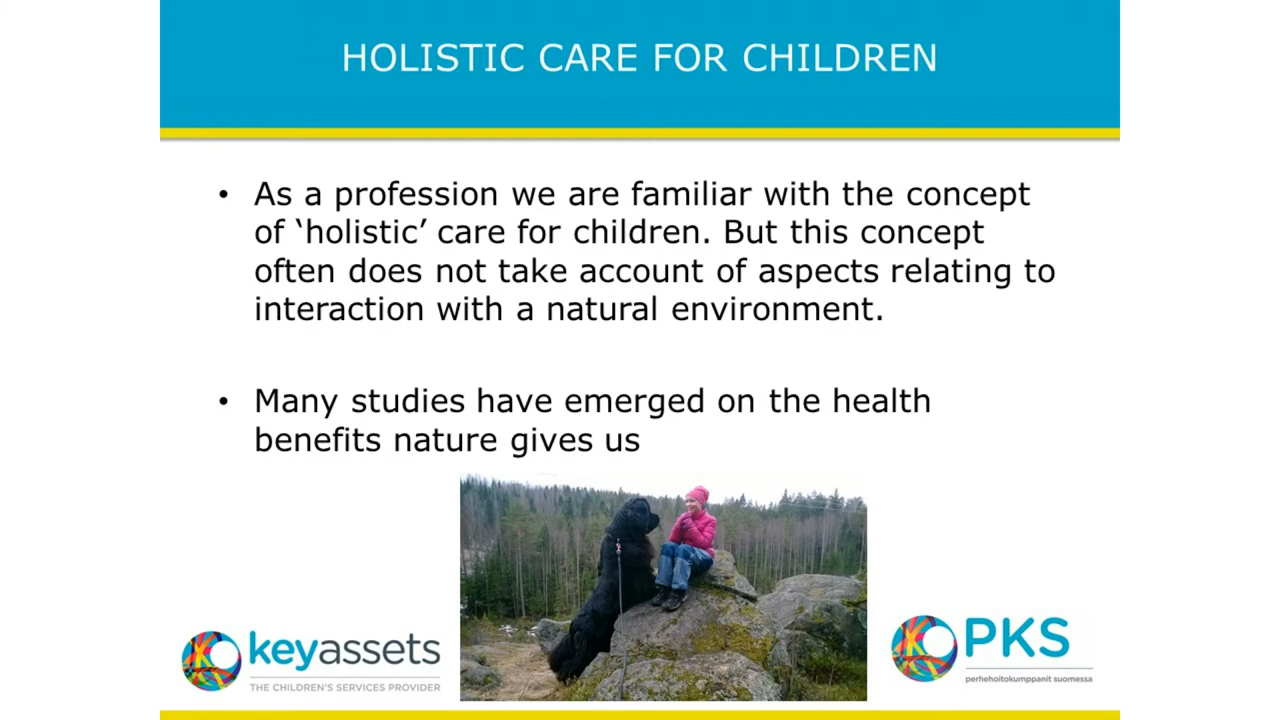 HOLISTIC CARE FOR CHILDREN
• As a profession we are familiar with the concept
of ‘holistic’ care for children. But this concept
often does not take account of aspects relating to
interaction with a natural environment.
• Many studies have emerged on the health
benefits nature gives us
keyassets
THE CHILDREN'S SERVICES PROVIDER
PKS
perhehoitokumppanit suomessa